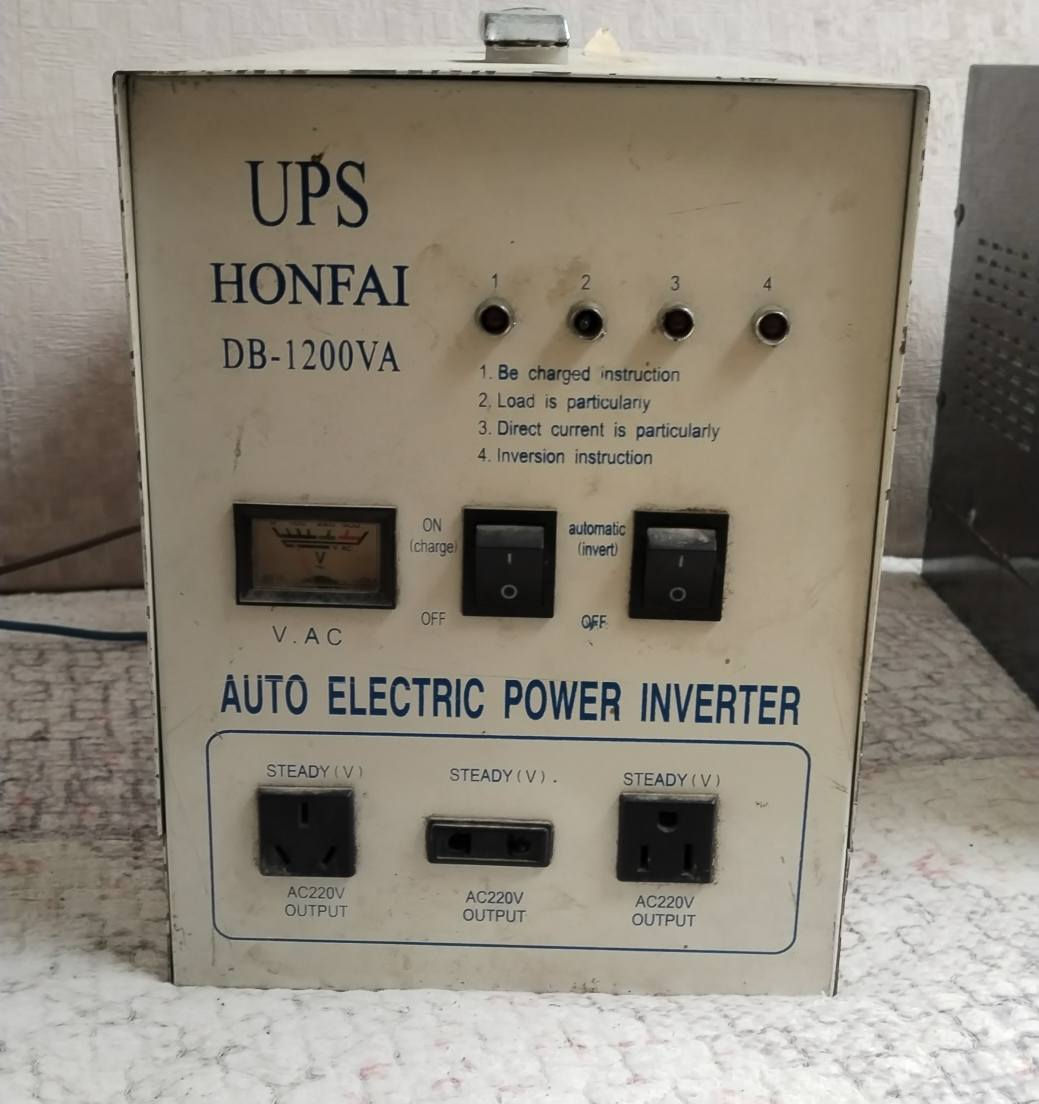 UPS
HONFAI
DB-1200VA
1 2 3 4
1. Be charged instruction
2. Load is particularly
3. Direct current is particularly
4. Inversion instruction
V
V.AC
ON
(charge)
OFF
I
O
automatic
(invert)
OFF
I
O
AUTO ELECTRIC POWER INVERTER
STEADY(V)
AC220V
OUTPUT
STEADY(V).
AC220V
OUTPUT
STEADY(V)
AC220V
OUTPUT